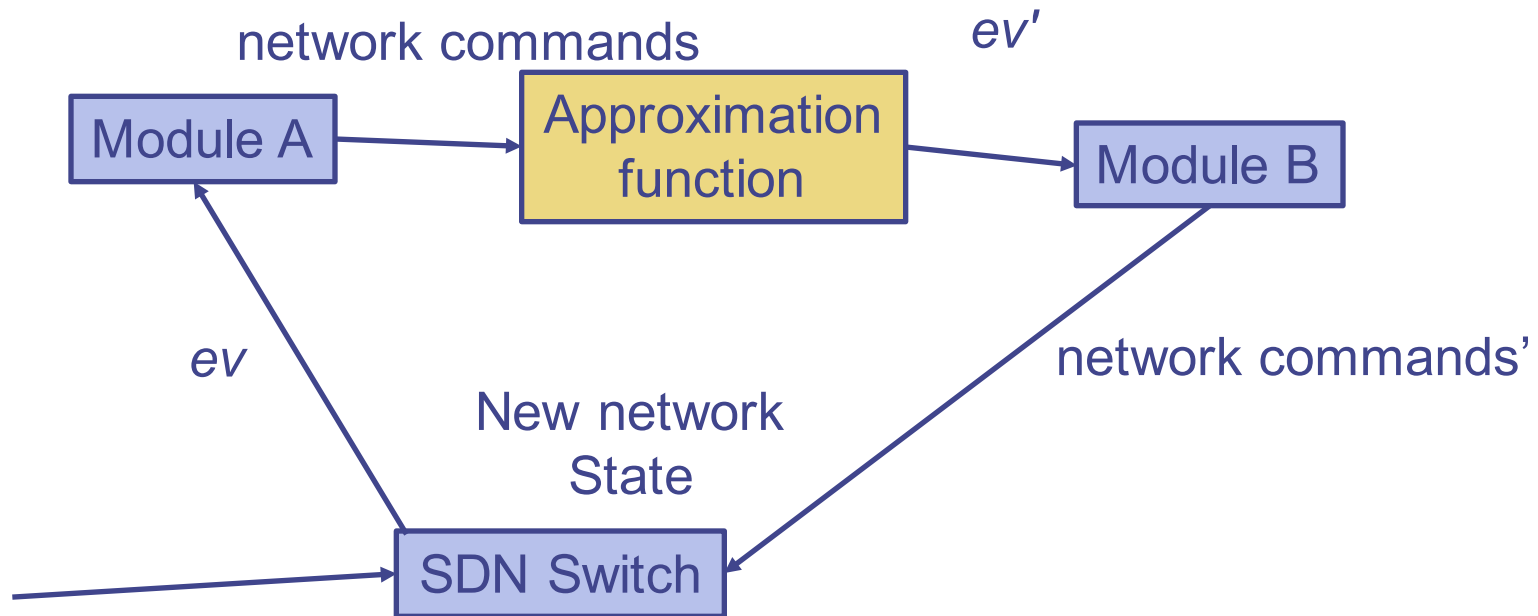 network commands
ev'
Module A
Approximation
function
Module B
ev
network commands’
New network
State
SDN Switch